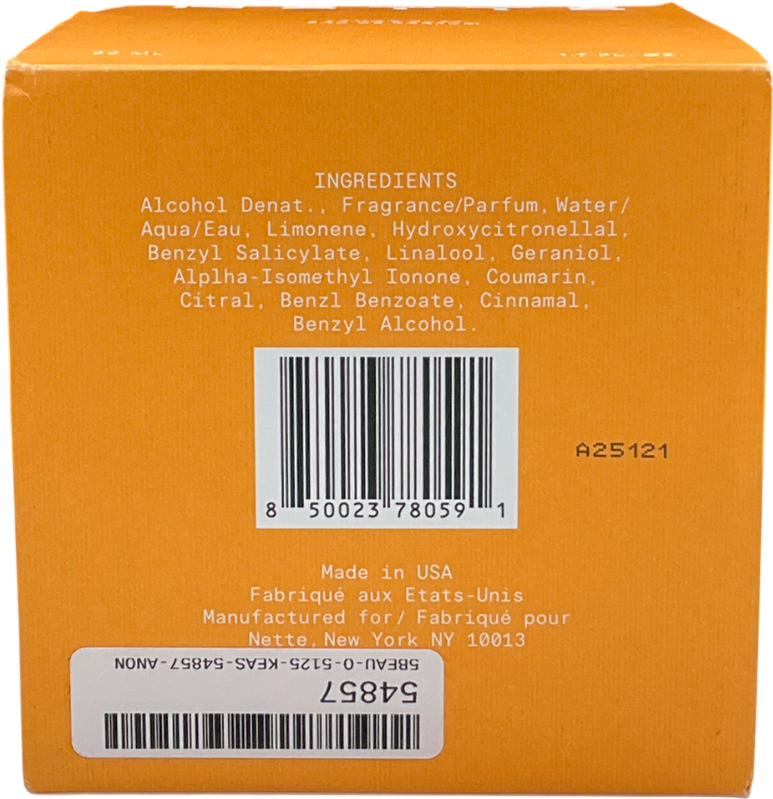 50 ML
INGREDIENTS
Alcohol Denat., Fragrance/Parfum, Water/
Aqua/Eau, Limonene, Hydroxycitronellal,
Benzyl Salicylate, Linalool, Geraniol,
Alplha-Isomethyl Ionone, Coumarin,
Citral, Benzl Benzoate, Cinnamal,
Benzyl Alcohol.
A25121
8 50023 78059 1
Made in USA
Fabriqué aux Etats-Unis
Manufactured for/ Fabriqué pour
Nette, New York NY 10013
5BEAU-0-5125-KEAS-54857-ANON
54857